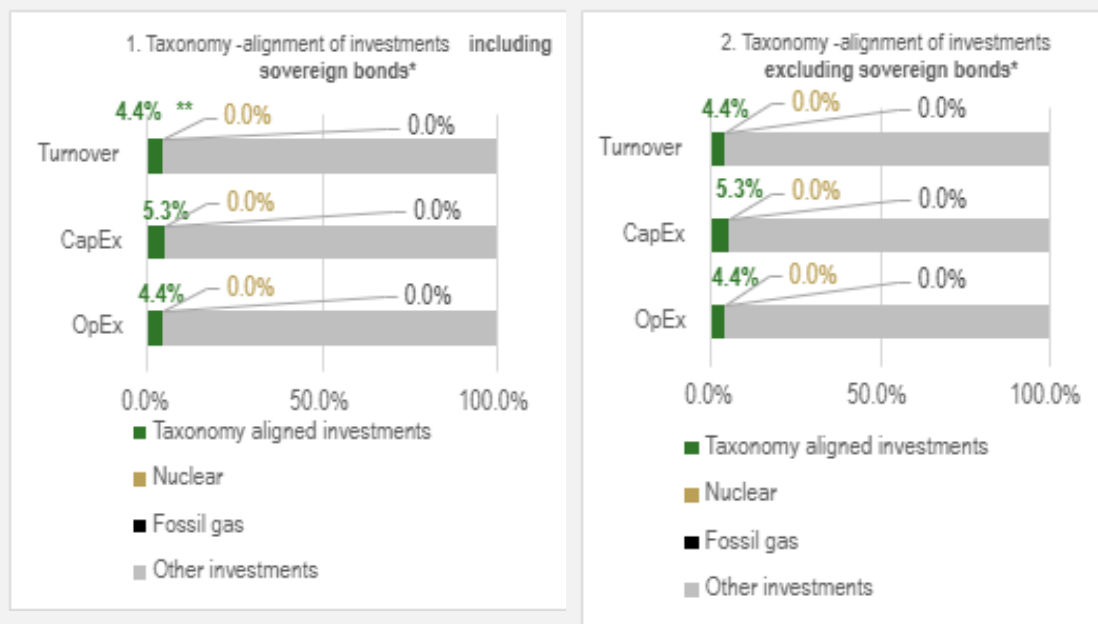 1. Taxonomy -alignment of investments including
sovereign bonds*
4.4% ** 0.0% 0.0%
Turnover
5.3% 0.0% 0.0%
CapEx
4.4% 0.0% 0.0%
OpEx
0.0% 50.0% 100.0%
Taxonomy aligned investments
Nuclear
Fossil gas
Other investments
2. Taxonomy -alignment of investments
excluding sovereign bonds*
4.4% 0.0% 0.0%
Turnover
5.3% 0.0% 0.0%
CapEx
4.4% 0.0% 0.0%
OpEx
0.0% 50.0% 100.0%
Taxonomy aligned investments
Nuclear
Fossil gas
Other investments